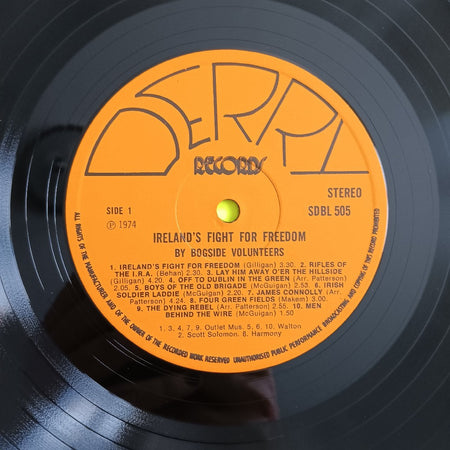 DERRY
RECORDS
STEREO
SIDE 1
SDBL 505
Ⓟ 1974
IRELAND'S FIGHT FOR FREEDOM
BY BOGSIDE VOLUNTEERS
1. IRELAND'S FIGHT FOR FREEDOM (Gilligan) 3.30. 2. RIFLES OF
THE I.R.A. (Behan) 2.30. 3. LAY HIM AWAY O'ER THE HILLSIDE
(Gilligan) 4.28. 4. OFF TO DUBLIN IN THE GREEN (Arr. Patterson)
2.05. 5. BOYS OF THE OLD BRIGADE (McGuigan) 2.20. 6. IRISH
SOLDIER LADDIE (McGuigan) 2.05. 7. JAMES CONNOLLY (Arr.
Patterson) 4.24. 8. FOUR GREEN FIELDS (Makem) 3.00.
9. THE DYING REBEL (Arr. Patterson) 2.55. 10. MEN
BEHIND THE WIRE (McGuigan) 1.50
1. 3. 4. 7. 9. Outlet Mus. 5. 6. 10. Walton
2. Scott Solomon. 8. Harmony
ALL RIGHTS OF THE MANUFACTURER AND OF THE OWNER OF THE RECORDED WORK RESERVED UNAUTHORISED PUBLIC PERFORMANCE BROADCASTING AND COPYING OF THIS RECORD PROHIBITED